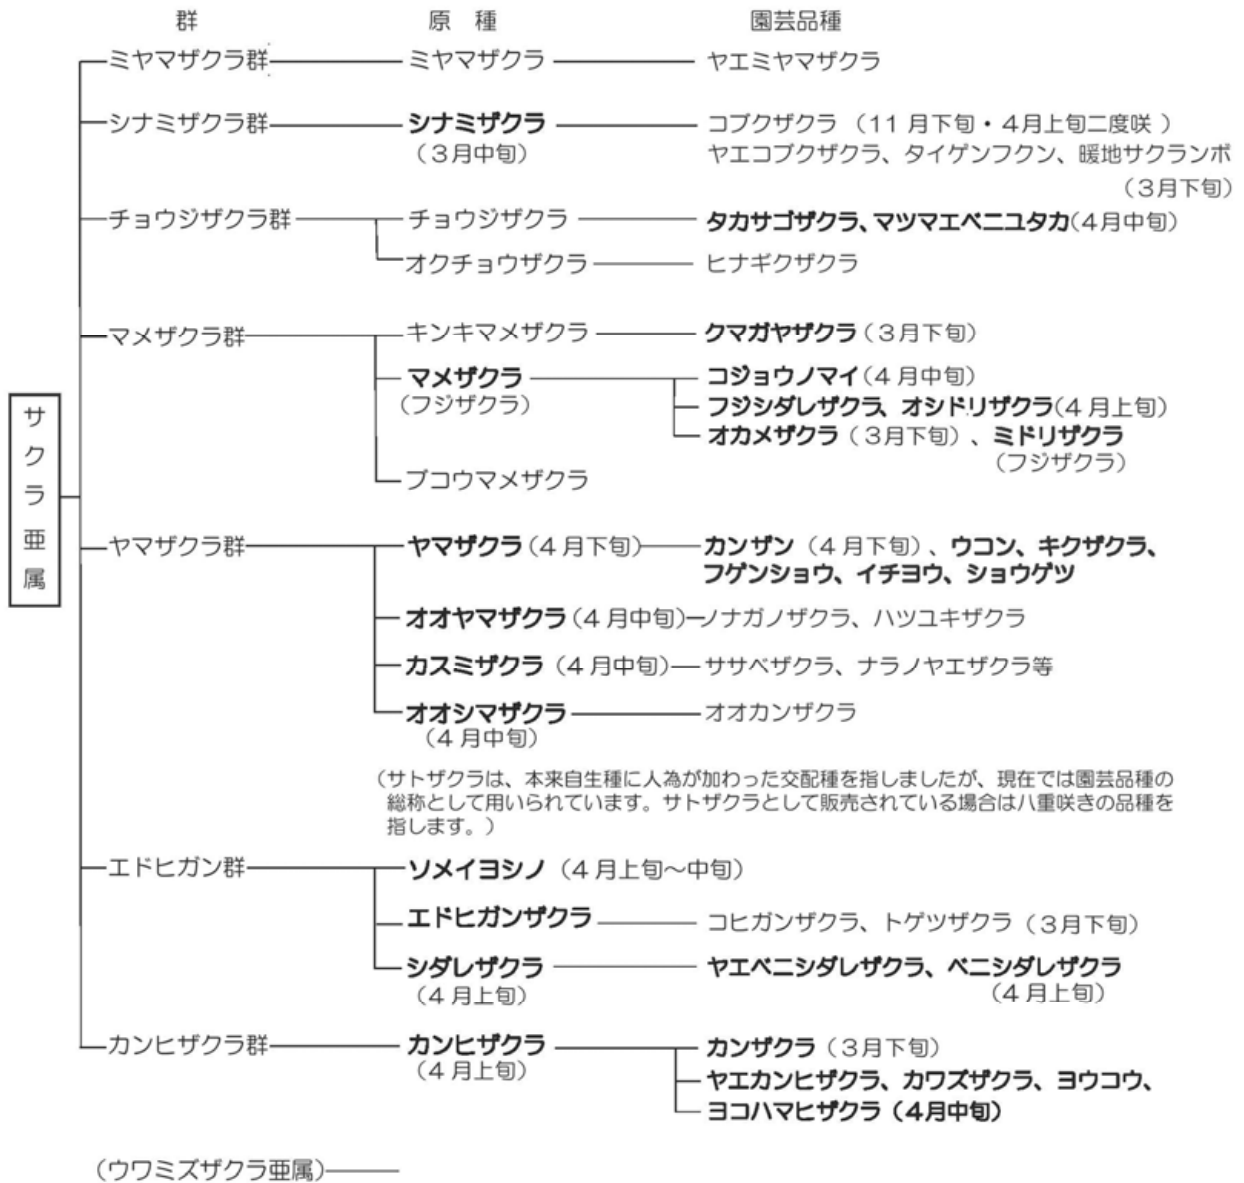 群 原 種 園芸品種
ミヤマザクラ群 ミヤマザクラ ヤエミヤマザクラ
シナミザクラ群 シナミザクラ コブクザクラ （11 月下旬・4月上旬二度咲 ）
（3月中旬） ヤエコブクザクラ、タイゲンフクン、暖地サクランボ
（3月下旬）
チョウジザクラ群 チョウジザクラ タカサゴザクラ、マツマエベニユタカ（4月中旬）
オクチョウザクラ ヒナギクザクラ
マメザクラ群 キンキマメザクラ クマガヤザクラ（3月下旬）
マメザクラ コジョウノマイ（4 月中旬）
（フジザクラ） フジシダレザクラ、オシドリザクラ（4月上旬）
オカメザクラ（3月下旬）、ミドリザクラ
（フジザクラ）
ブコウマメザクラ
サクラ亜属
ヤマザクラ群 ヤマザクラ（4月下旬） カンザン（4月下旬）、ウコン、キクザクラ、
フゲンショウ、イチヨウ、ショウゲツ
オオヤマザクラ（4 月中旬） ノナガノザクラ、ハツユキザクラ
カスミザクラ（4 月中旬） ササベザクラ、ナラノヤエザクラ等
オオシマザクラ オオカンザクラ
（4 月中旬）
（サトザクラは、本来自生種に人為が加わった交配種を指しましたが、現在では園芸品種の
総称として用いられています。サトザクラとして販売されている場合は八重咲きの品種を
指します。）
エドヒガン群 ソメイヨシノ（4 月上旬～中旬）
エドヒガンザクラ コヒガンザクラ、トゲツザクラ（3月下旬）
シダレザクラ ヤエベニシダレザクラ、ベニシダレザクラ
（4 月上旬） （4 月上旬）
カンヒザクラ群 カンヒザクラ カンザクラ（3月下旬）
（4 月上旬） ヤエカンヒザクラ、カワズザクラ、ヨウコウ、
ヨコハマヒザクラ（4月中旬）
（ウワミズザクラ亜属）